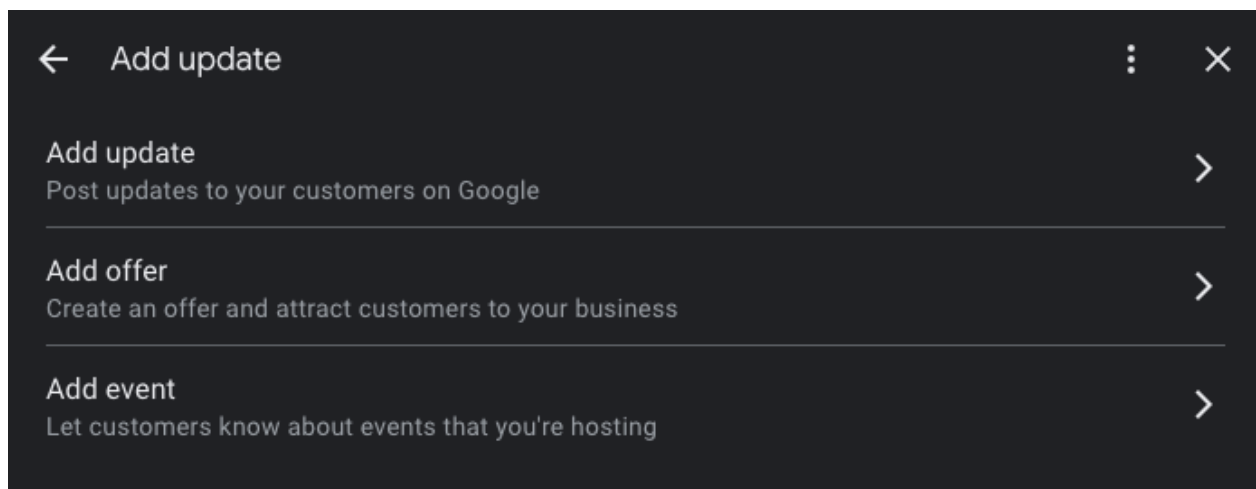 Add update
Add update
Post updates to your customers on Google
Add offer
Create an offer and attract customers to your business
Add event
Let customers know about events that you're hosting